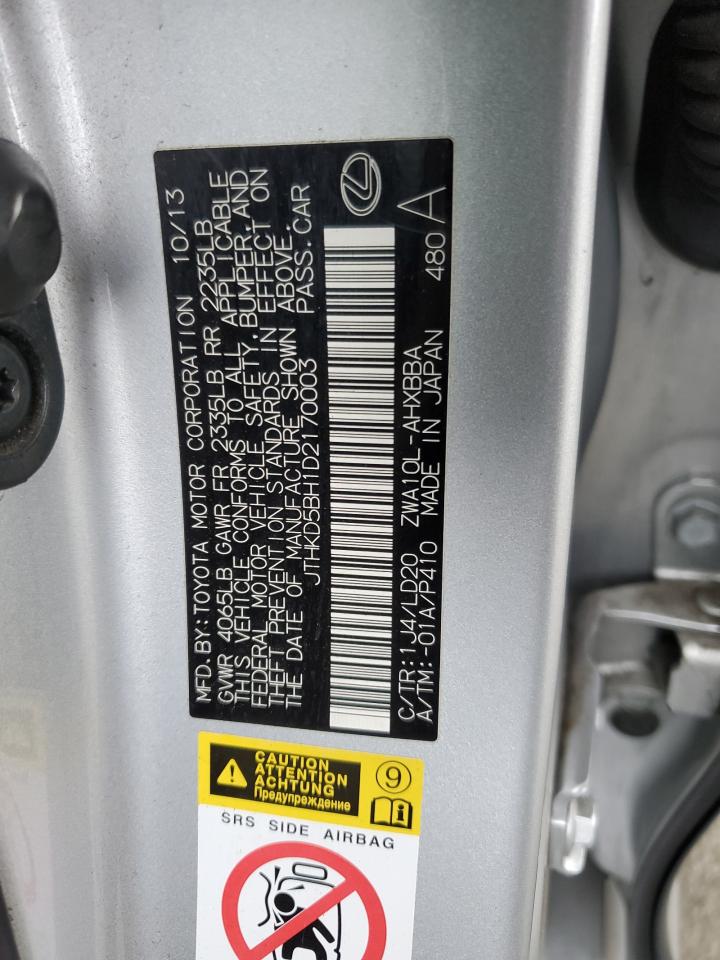 MFD. BY: TOYOTA MOTOR CORPORATION 10/13
GVWR 4065LB GAWR FR 2335LB RR 2235LB
THIS VEHICLE CONFORMS TO ALL APPLICABLE
FEDERAL MOTOR VEHICLE SAFETY, BUMPER, AND
THEFT PREVENTION STANDARDS IN EFFECT ON
THE DATE OF MANUFACTURE SHOWN ABOVE.
JTHKD5BH1D2170003 PASS. CAR
C/TR: 1J4/LD20 ZWA10L-AHXBBA 480 A
A/TM: -01A/P410 MADE IN JAPAN
CAUTION
ATTENTION
ACHTUNG
Предупреждение
9
i
SRS SIDE AIRBAG